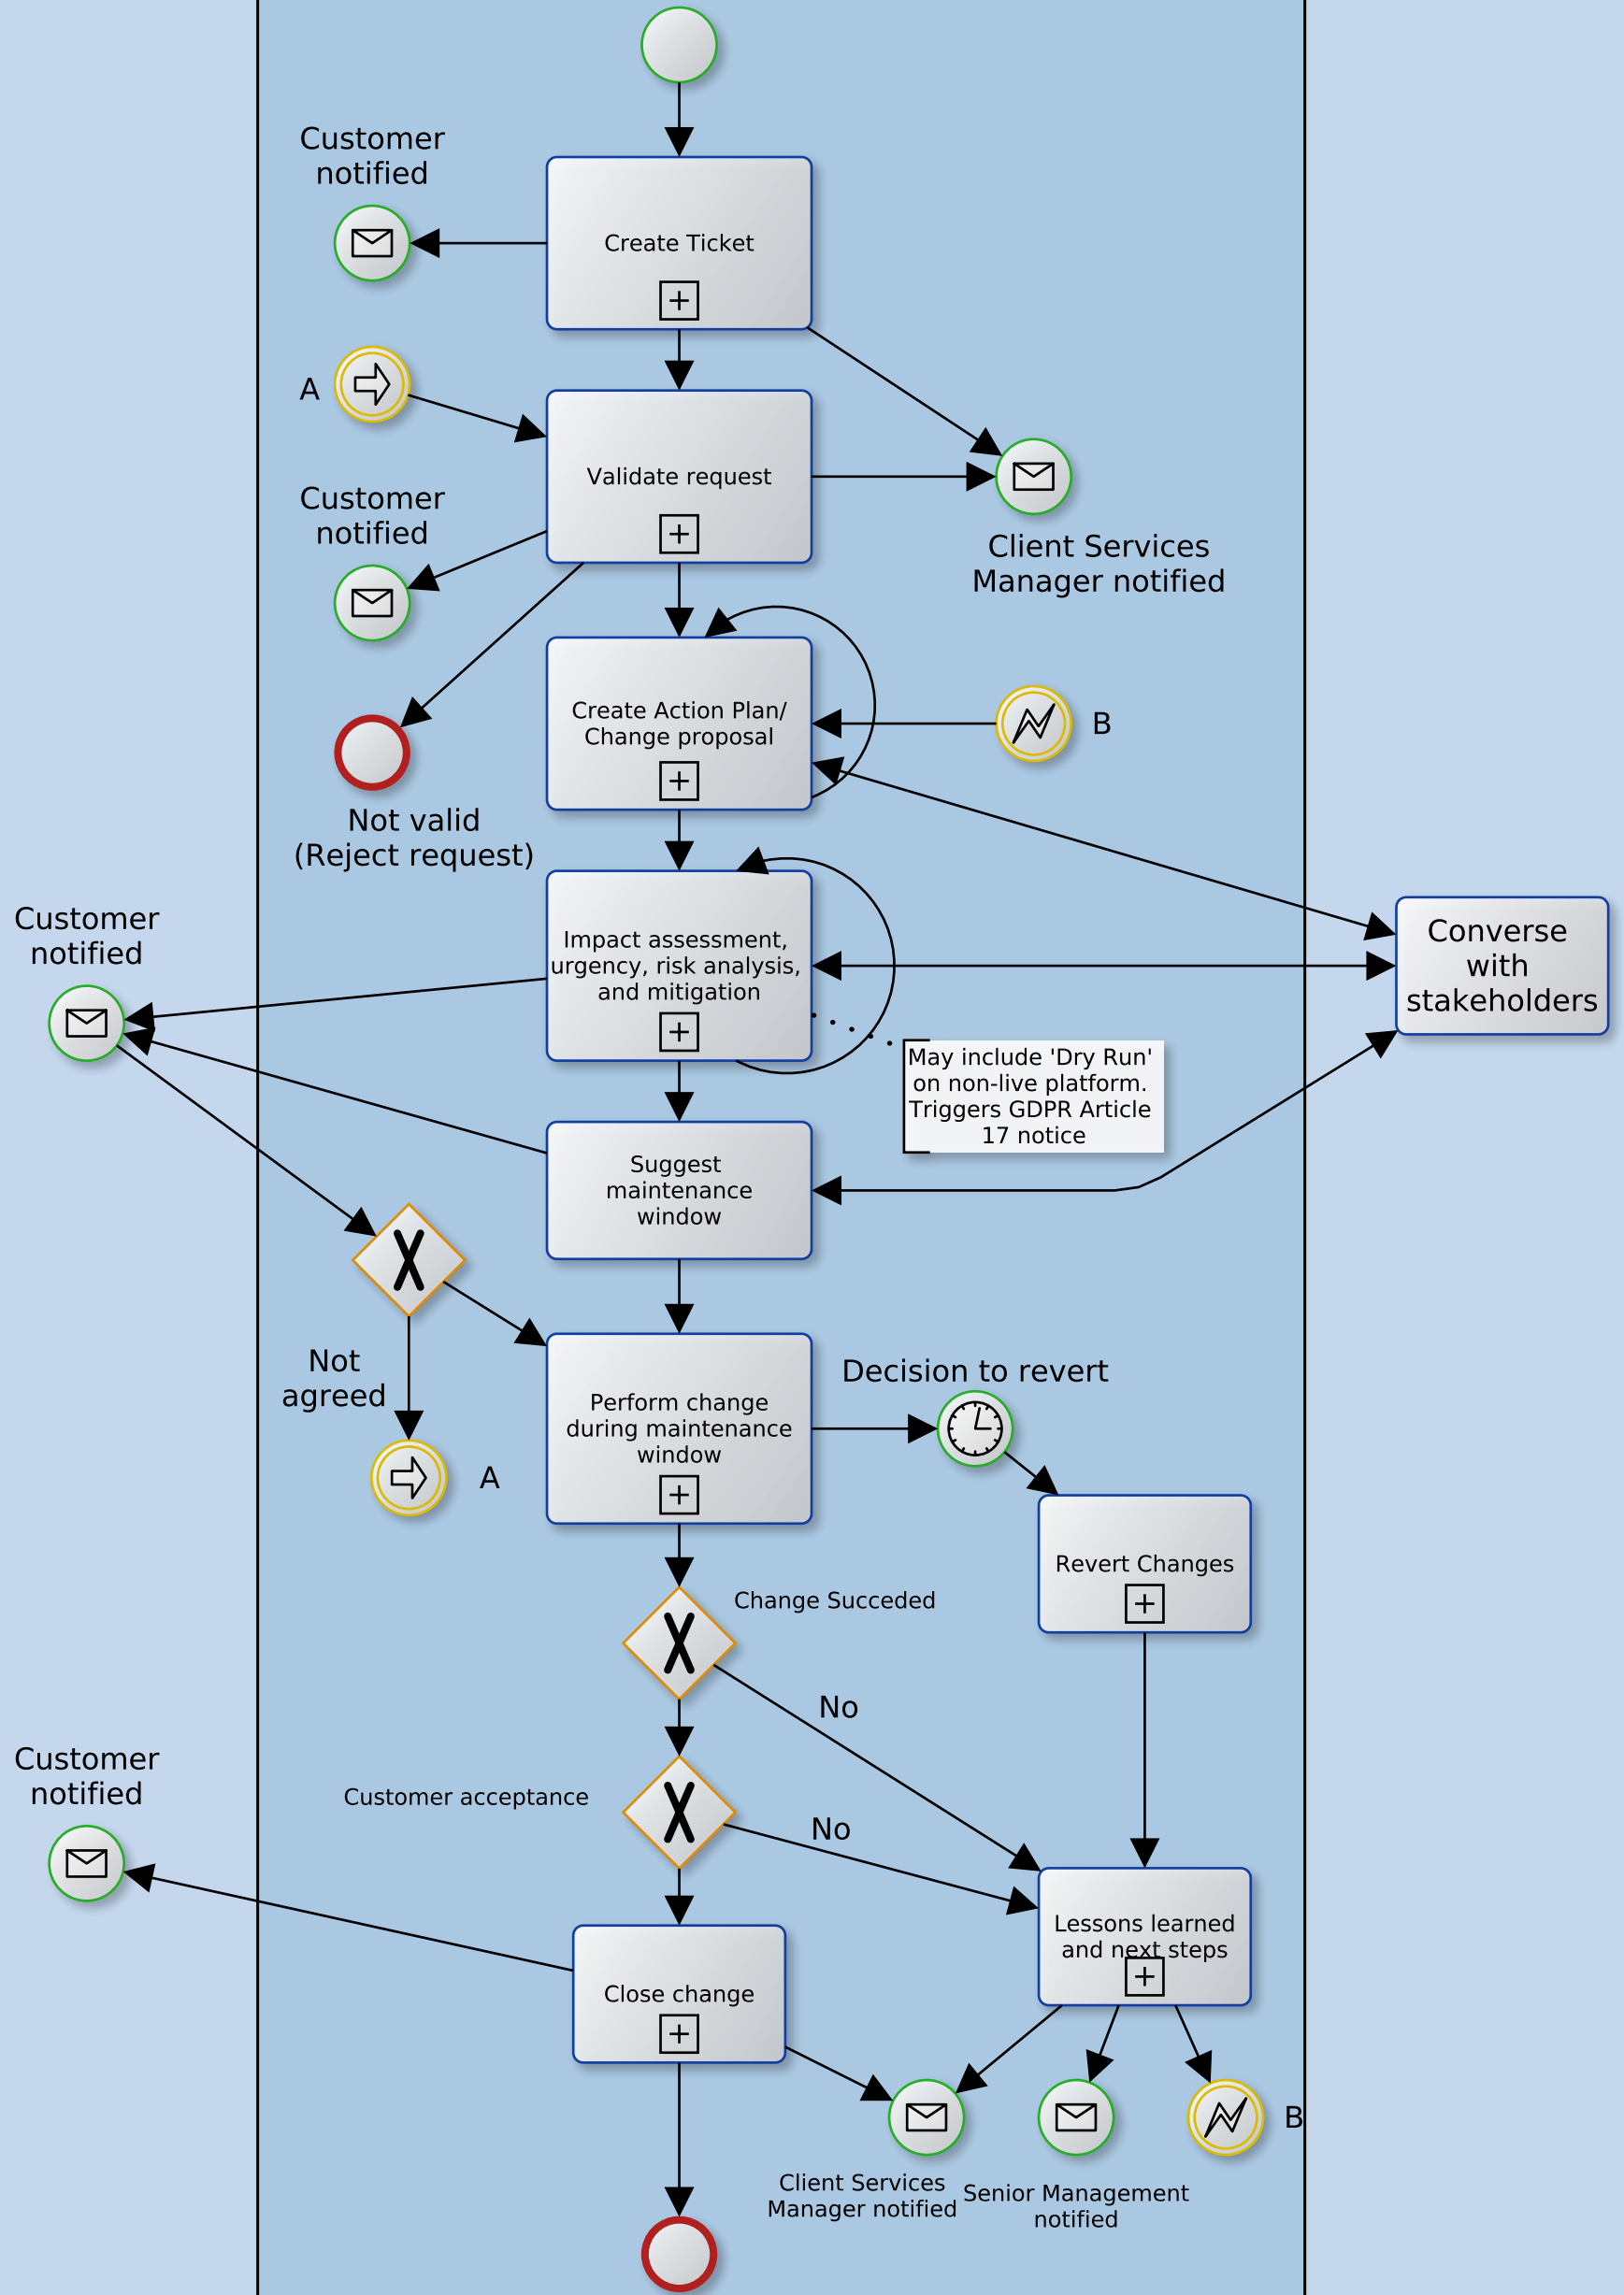 Customer
notified
Create Ticket
A
Validate request
Customer
notified
Client Services
Manager notified
Create Action Plan/
Change proposal
B
Not valid
(Reject request)
Customer
notified
Impact assessment,
urgency, risk analysis,
and mitigation
Converse
with
stakeholders
May include 'Dry Run'
on non-live platform.
Triggers GDPR Article
17 notice
Suggest
maintenance
window
Not
agreed
A
Perform change
during maintenance
window
Decision to revert
Revert Changes
Change Succeded
No
Customer
notified
Customer acceptance
No
Lessons learned
and next steps
Close change
B
Client Services
Manager notified
Senior Management
notified